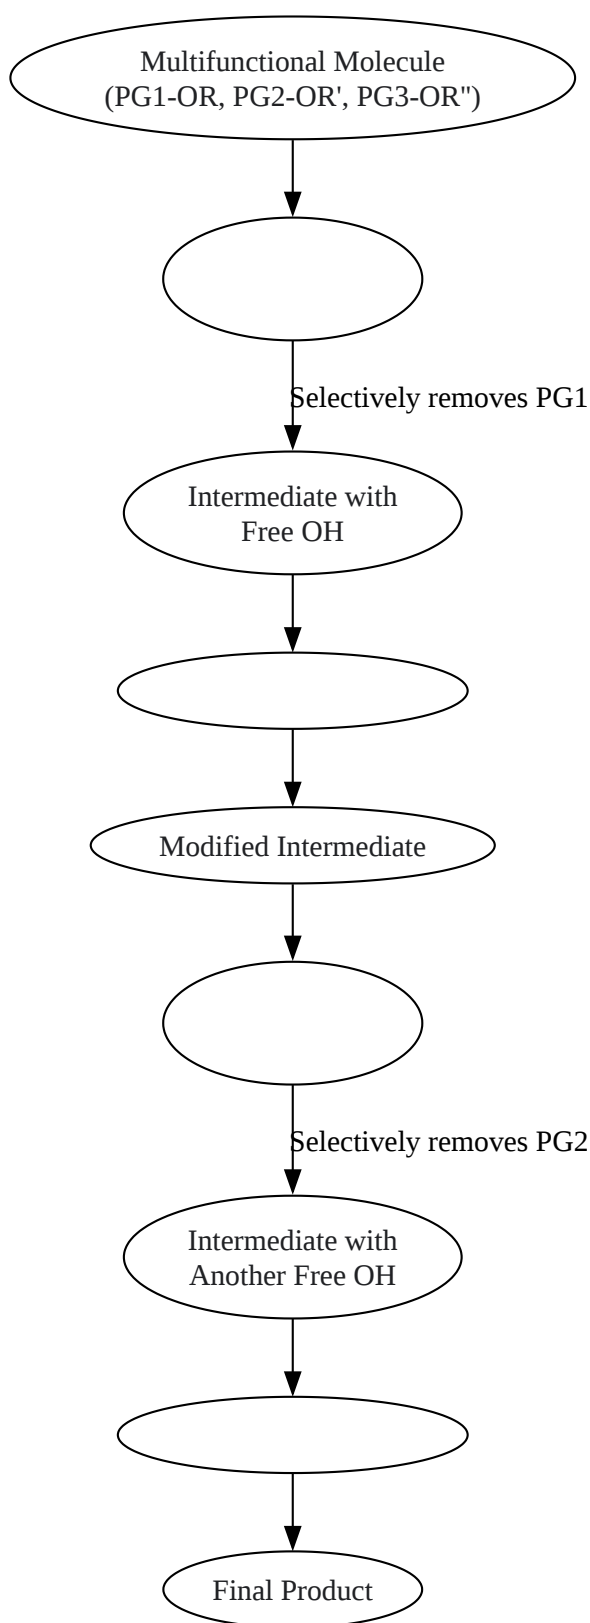 Multifunctional Molecule
(PG1-OR, PG2-OR', PG3-OR")
Selectively removes PG1
Intermediate with
Free OH
Modified Intermediate
Selectively removes PG2
Intermediate with
Another Free OH
Final Product